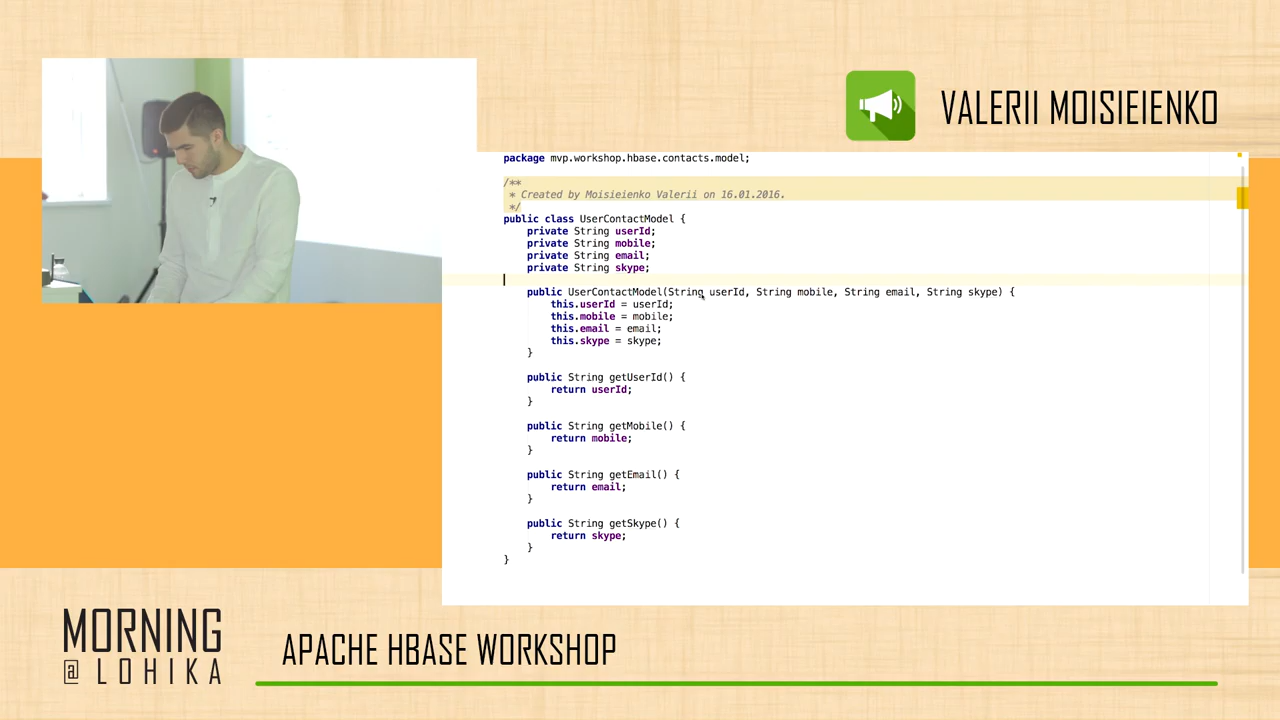 VALERII MOISIEIENKO
package mvp.workshop.hbase.contacts.model;
/**
* Created by Moisieienko Valerii on 16.01.2016.
*/
public class UserContactModel {
private String userId;
private String mobile;
private String email;
private String skype;
public UserContactModel(String userId, String mobile, String email, String skype) {
this.userId = userId;
this.mobile = mobile;
this.email = email;
this.skype = skype;
}
public String getUserId() {
return userId;
}
public String getMobile() {
return mobile;
}
public String getEmail() {
return email;
}
public String getSkype() {
return skype;
}
}
MORNING
@ LOHIKA
APACHE HBASE WORKSHOP